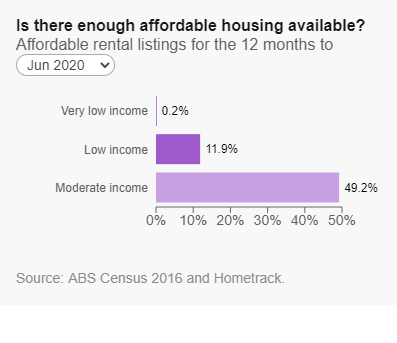 Is there enough affordable housing available?
Affordable rental listings for the 12 months to
Jun 2020
Very low income 0.2%
Low income 11.9%
Moderate income 49.2%
0% 10% 20% 30% 40% 50%
Source: ABS Census 2016 and Hometrack.